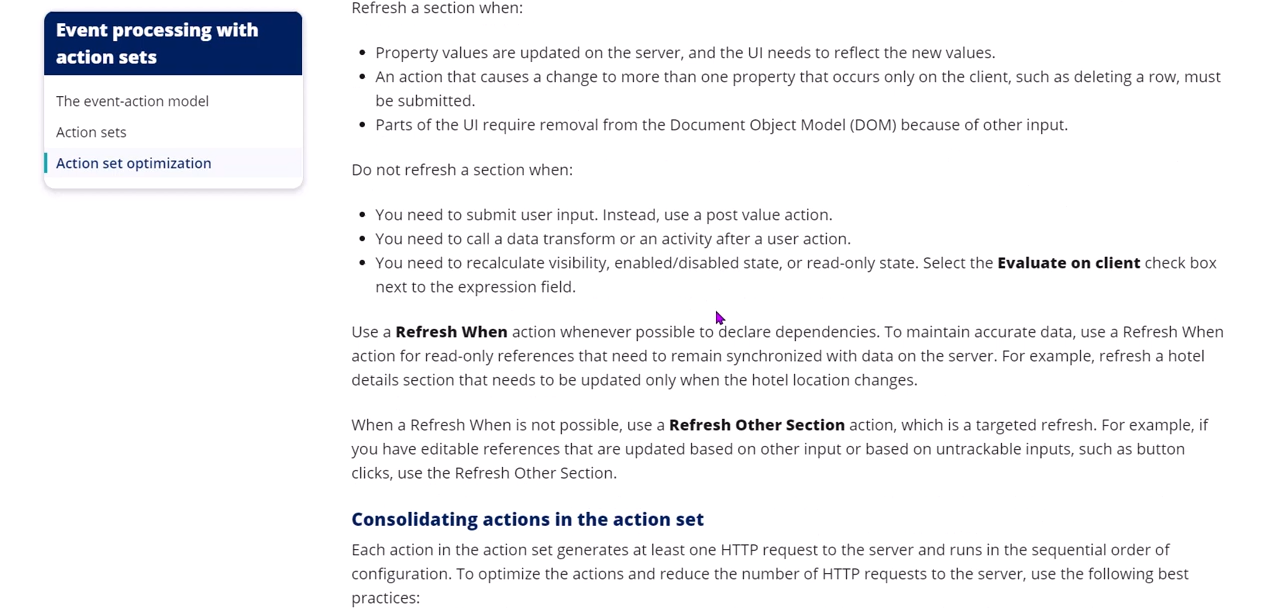 Event processing with
action sets
The event-action model
Action sets
Action set optimization
Refresh a section when:
• Property values are updated on the server, and the UI needs to reflect the new values.
• An action that causes a change to more than one property that occurs only on the client, such as deleting a row, must
be submitted.
• Parts of the UI require removal from the Document Object Model (DOM) because of other input.
Do not refresh a section when:
• You need to submit user input. Instead, use a post value action.
• You need to call a data transform or an activity after a user action.
• You need to recalculate visibility, enabled/disabled state, or read-only state. Select the Evaluate on client check box
next to the expression field.
Use a Refresh When action whenever possible to declare dependencies. To maintain accurate data, use a Refresh When
action for read-only references that need to remain synchronized with data on the server. For example, refresh a hotel
details section that needs to be updated only when the hotel location changes.
When a Refresh When is not possible, use a Refresh Other Section action, which is a targeted refresh. For example, if
you have editable references that are updated based on other input or based on untrackable inputs, such as button
clicks, use the Refresh Other Section.
Consolidating actions in the action set
Each action in the action set generates at least one HTTP request to the server and runs in the sequential order of
configuration. To optimize the actions and reduce the number of HTTP requests to the server, use the following best
practices: